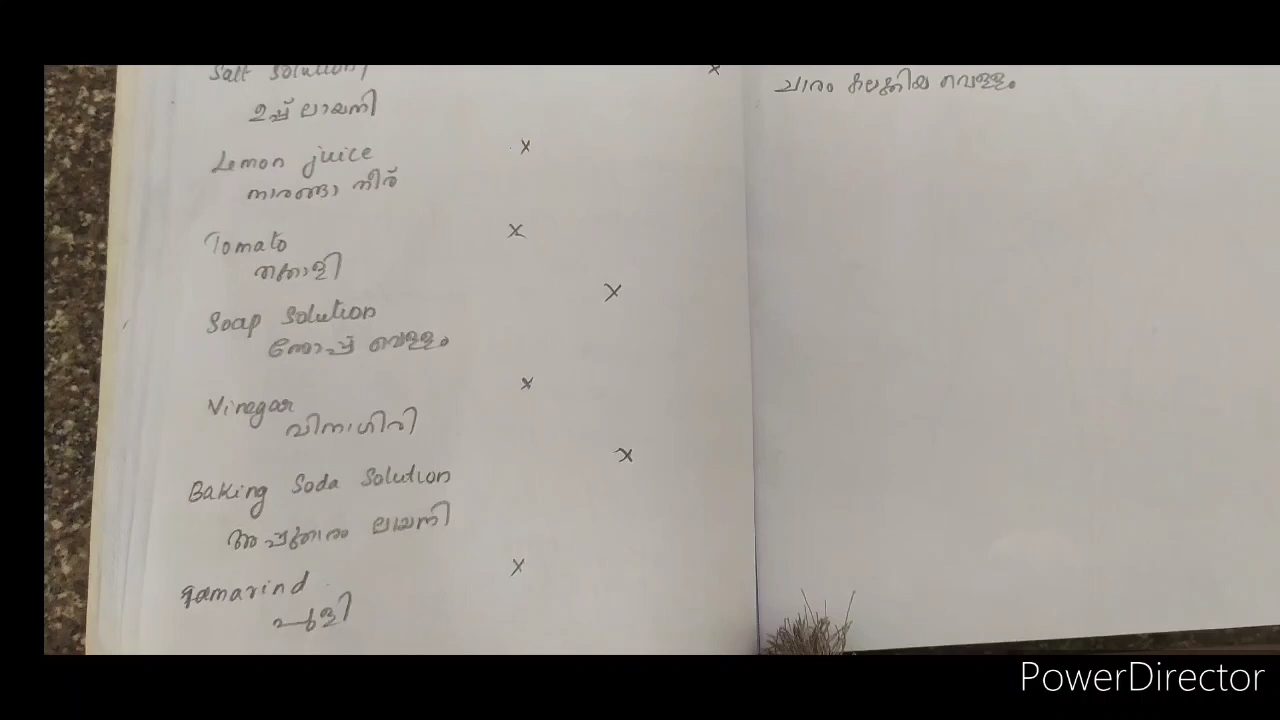 Salt Solution
ഉപ്പ് ലായനി
Lemon juice
നാരങ്ങാ നീര്
Tomato
തക്കാളി
Soap Solution
സോപ്പ് വെള്ളം
Vinegar
വിനാഗിരി
Baking Soda Solution
അപ്പക്കാരം ലായനി
Tamarind
പുളി
x
x
x
x
x
x
x
ചാരം കലക്കിയ വെള്ളം
PowerDirector